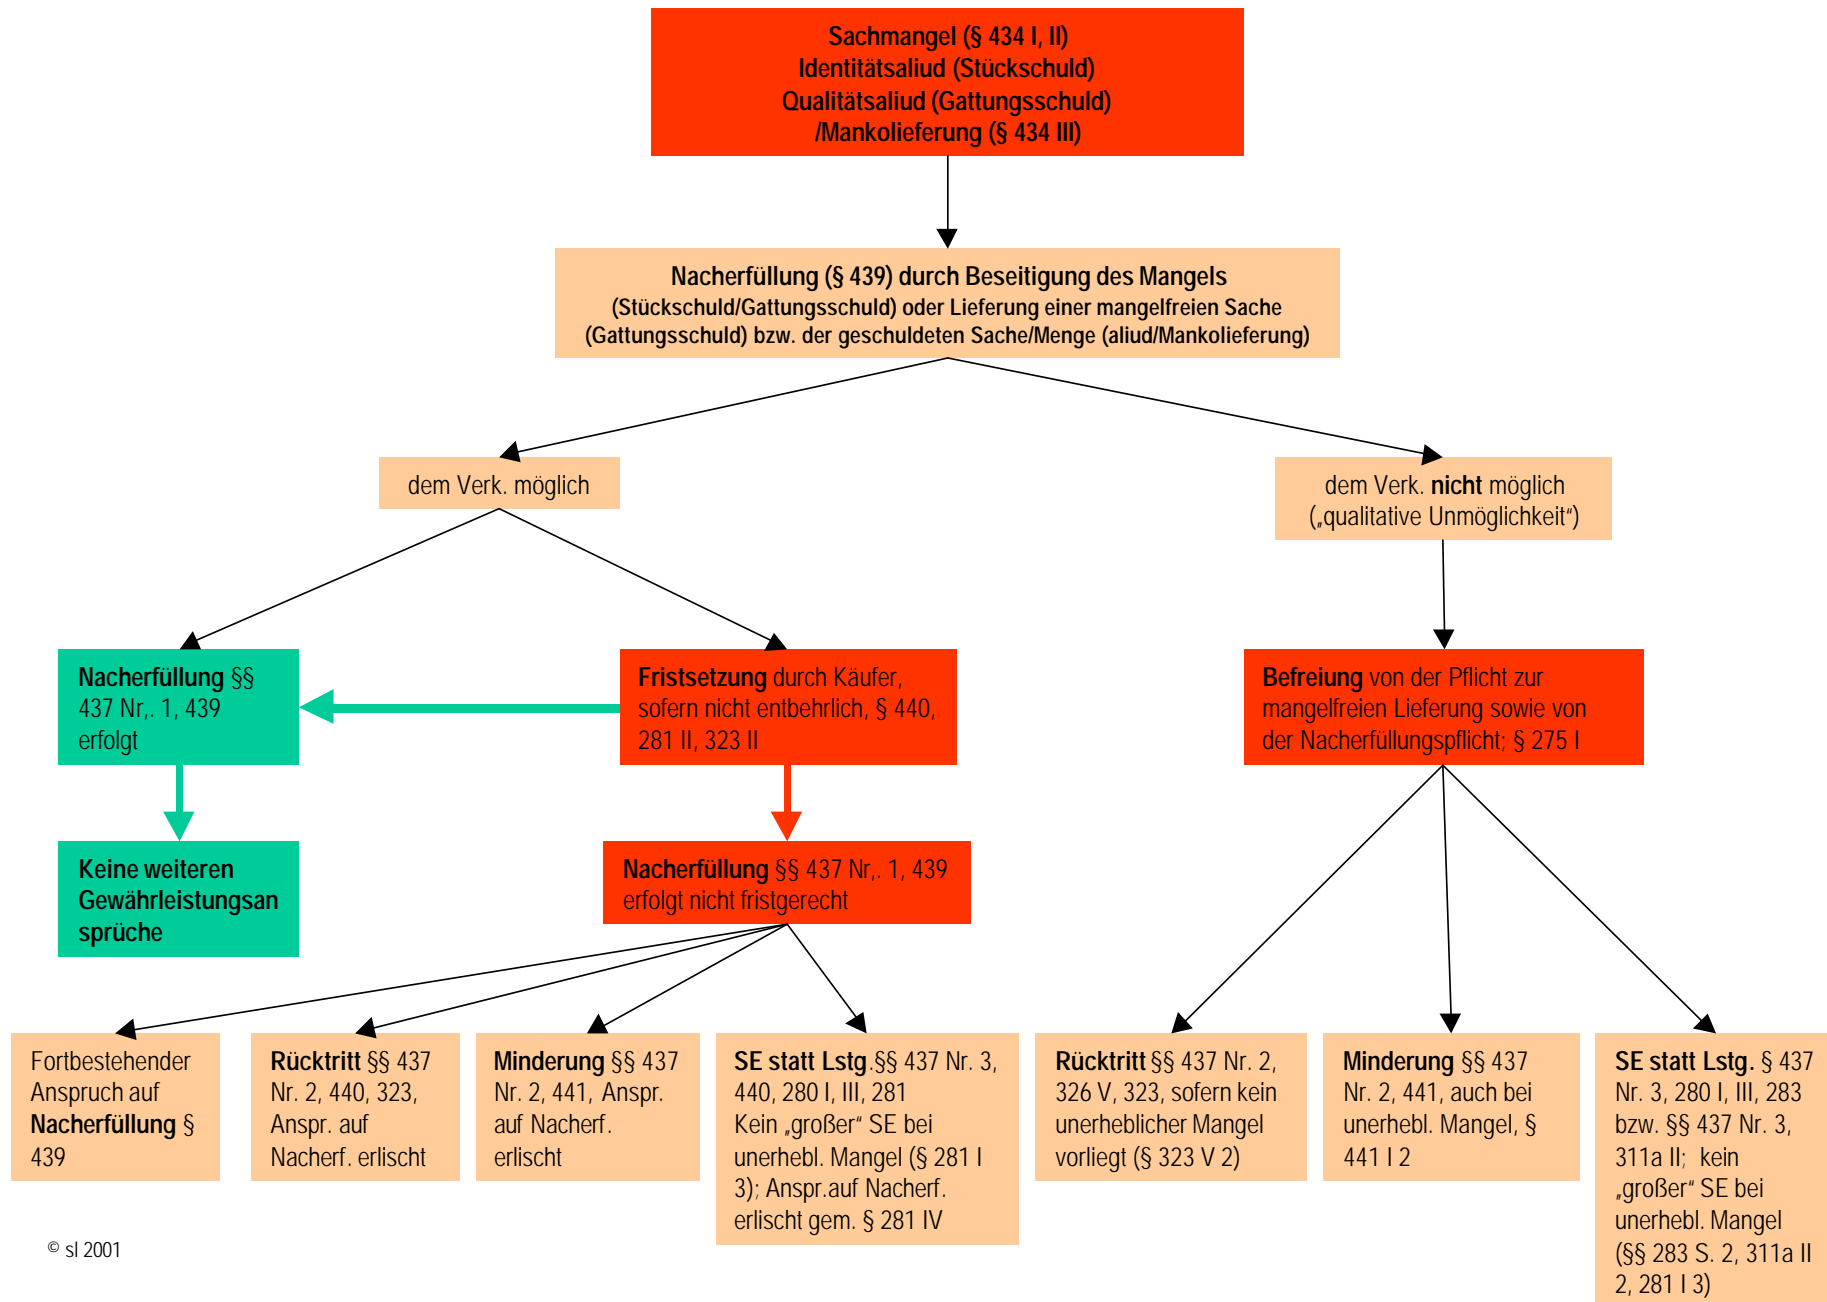 Sachmangel (§ 434 I, II)
Identitätsaliud (Stückschuld)
Qualitätsaliud (Gattungsschuld)
/Mankolieferung (§ 434 III)
Nacherfüllung (§ 439) durch Beseitigung des Mangels
(Stückschuld/Gattungsschuld) oder Lieferung einer mangelfreien Sache
(Gattungsschuld) bzw. der geschuldeten Sache/Menge (aliud/Mankolieferung)
dem Verk. möglich
dem Verk. nicht möglich
(„qualitative Unmöglichkeit“)
Nacherfüllung §§
437 Nr,. 1, 439
erfolgt
Fristsetzung durch Käufer,
sofern nicht entbehrlich, § 440,
281 II, 323 II
Befreiung von der Pflicht zur
mangelfreien Lieferung sowie von
der Nacherfüllungspflicht; § 275 I
Keine weiteren
Gewährleistungsan
sprüche
Nacherfüllung §§ 437 Nr,. 1, 439
erfolgt nicht fristgerecht
Fortbestehender
Anspruch auf
Nacherfüllung §
439
Rücktritt §§ 437
Nr. 2, 440, 323,
Anspr. auf
Nacherf. erlischt
Minderung §§ 437
Nr. 2, 441, Anspr.
auf Nacherf.
erlischt
SE statt Lstg.§§ 437 Nr. 3,
440, 280 I, III, 281
Kein „großer“ SE bei
unerhebl. Mangel (§ 281 I
3); Anspr.auf Nacherf.
erlischt gem. § 281 IV
Rücktritt §§ 437 Nr. 2,
326 V, 323, sofern kein
unerheblicher Mangel
vorliegt (§ 323 V 2)
Minderung §§ 437
Nr. 2, 441, auch bei
unerhebl. Mangel, §
441 I 2
SE statt Lstg. § 437
Nr. 3, 280 I, III, 283
bzw. §§ 437 Nr. 3,
311a II; kein
„großer“ SE bei
unerhebl. Mangel
(§§ 283 S. 2, 311a II
2, 281 I 3)
© sl 2001